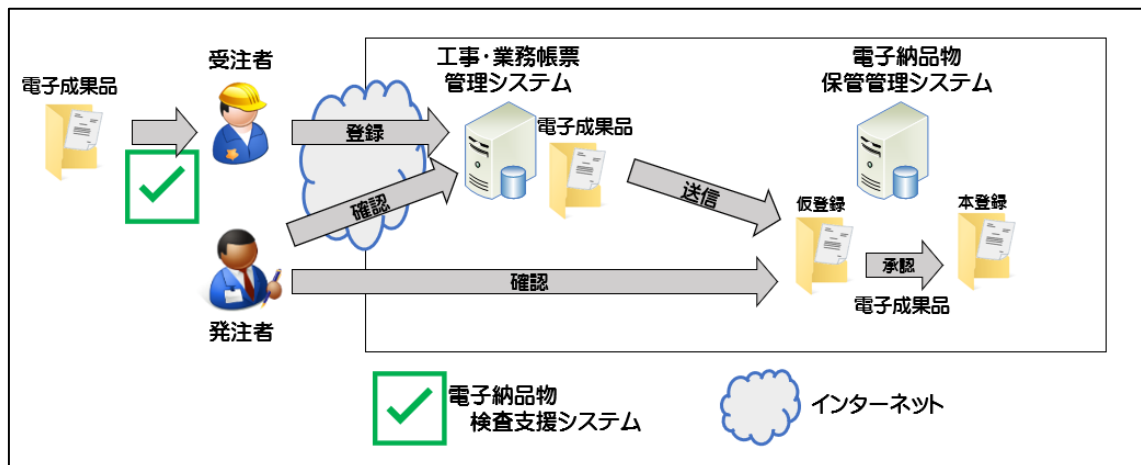 電子成果品
受注者
登録
確認
発注者
工事・業務帳票
管理システム
電子成果品
送信
確認
電子納品物
保管管理システム
仮登録
本登録
承認
電子成果品
電子納品物
検査支援システム
インターネット